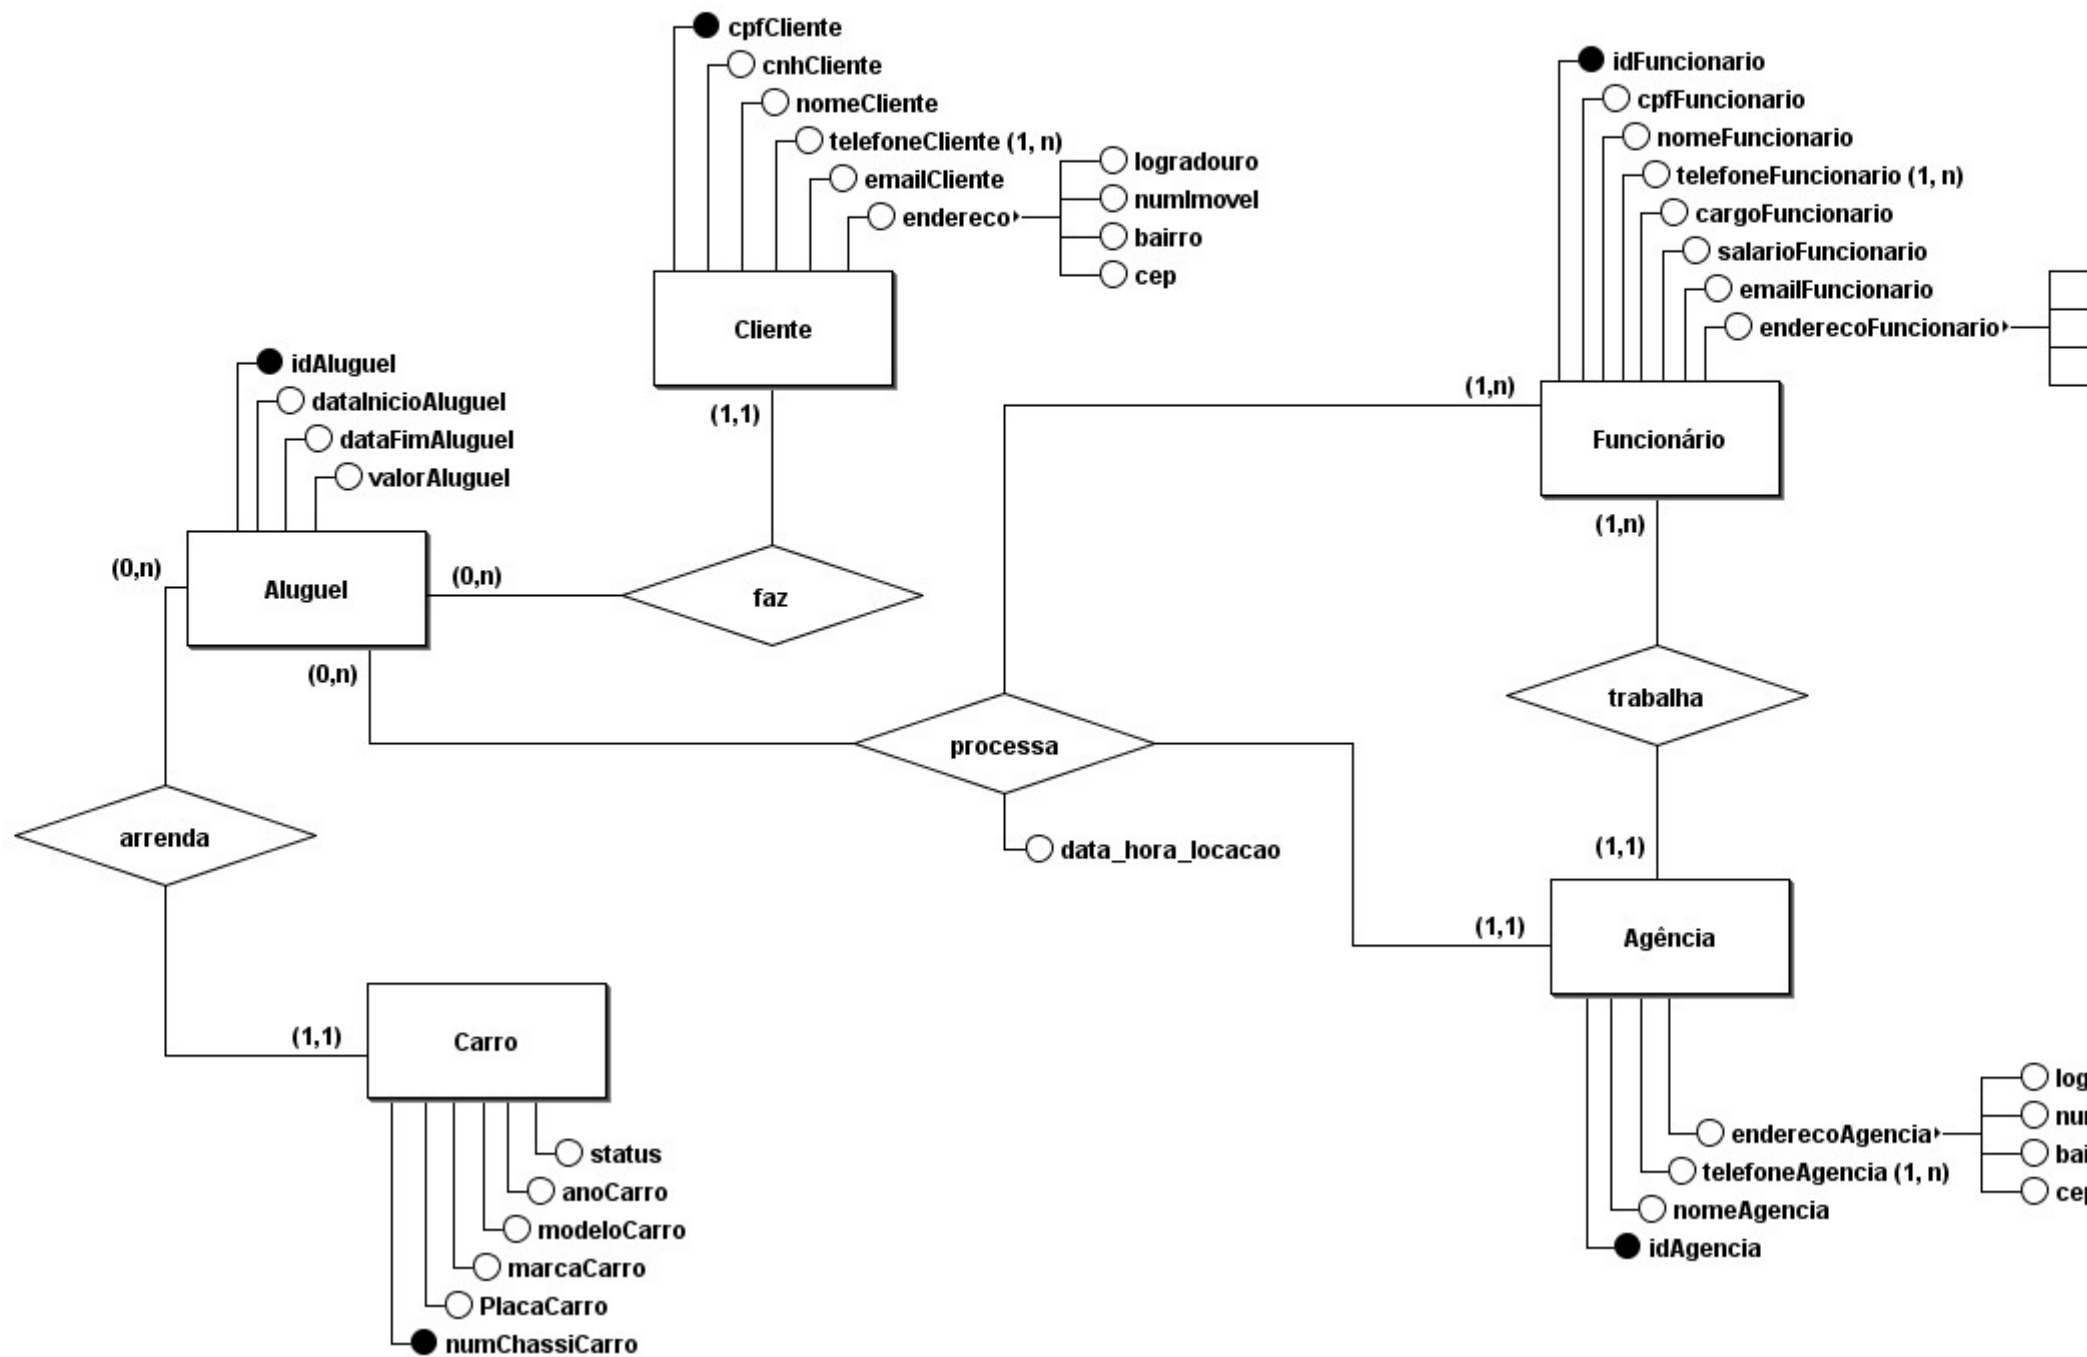 cpfCliente
cnhCliente
nomeCliente
telefoneCliente (1, n)
emailCliente
endereco
logradouro
numImovel
bairro
cep
Cliente
(1,1)
idFuncionario
cpfFuncionario
nomeFuncionario
telefoneFuncionario (1, n)
cargoFuncionario
salarioFuncionario
emailFuncionario
enderecoFuncionario
(1,n)
Funcionário
(1,n)
idAluguel
dataInicioAluguel
dataFimAluguel
valorAluguel
(0,n)
Aluguel
(0,n)
(0,n)
faz
trabalha
processa
data_hora_locacao
arrenda
(1,1)
(1,1)
Agência
(1,1)
Carro
status
anoCarro
modeloCarro
marcaCarro
PlacaCarro
numChassiCarro
enderecoAgencia
telefoneAgencia (1, n)
nomeAgencia
idAgencia